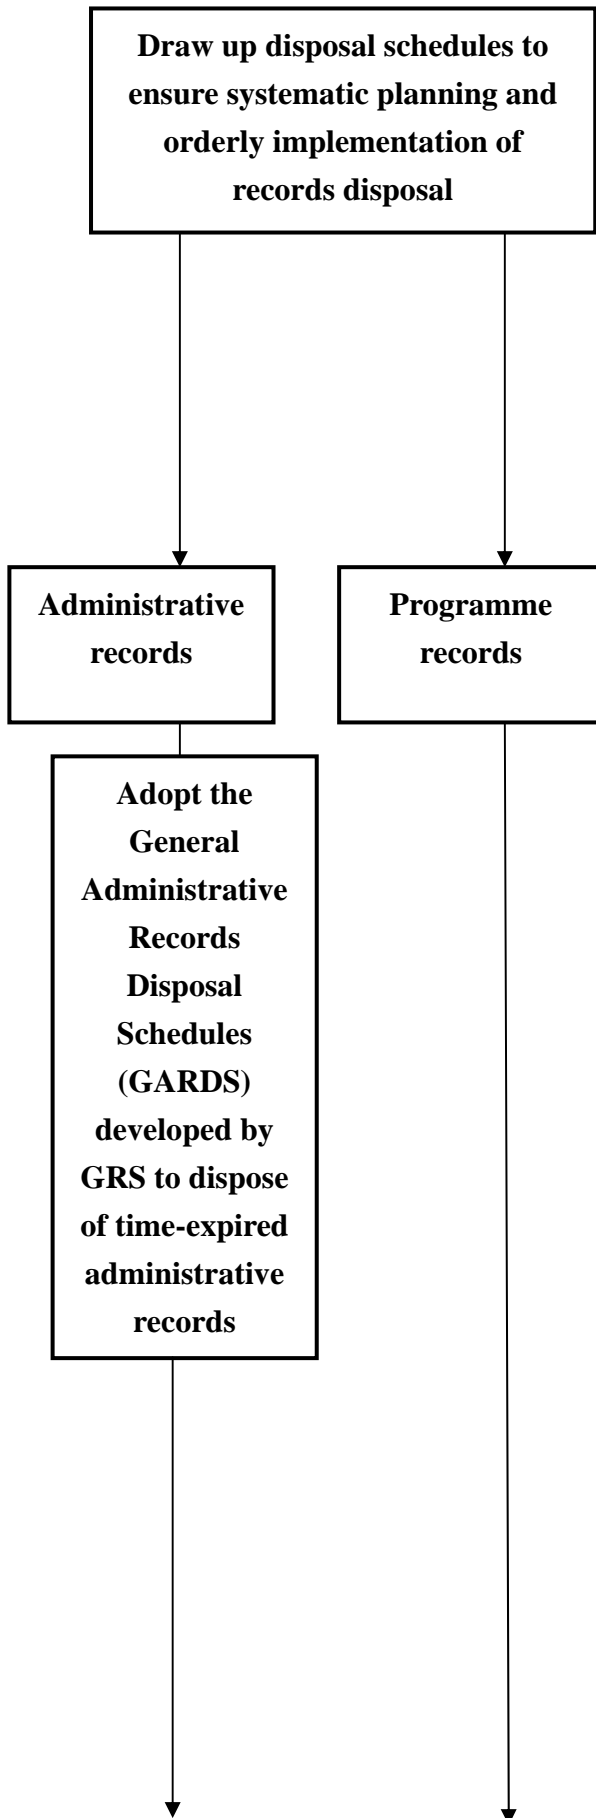 Draw up disposal schedules to
ensure systematic planning and
orderly implementation of
records disposal
Administrative
records
Programme
records
Adopt the
General
Administrative
Records
Disposal
Schedules
(GARDS)
developed by
GRS to dispose
of time-expired
administrative
records